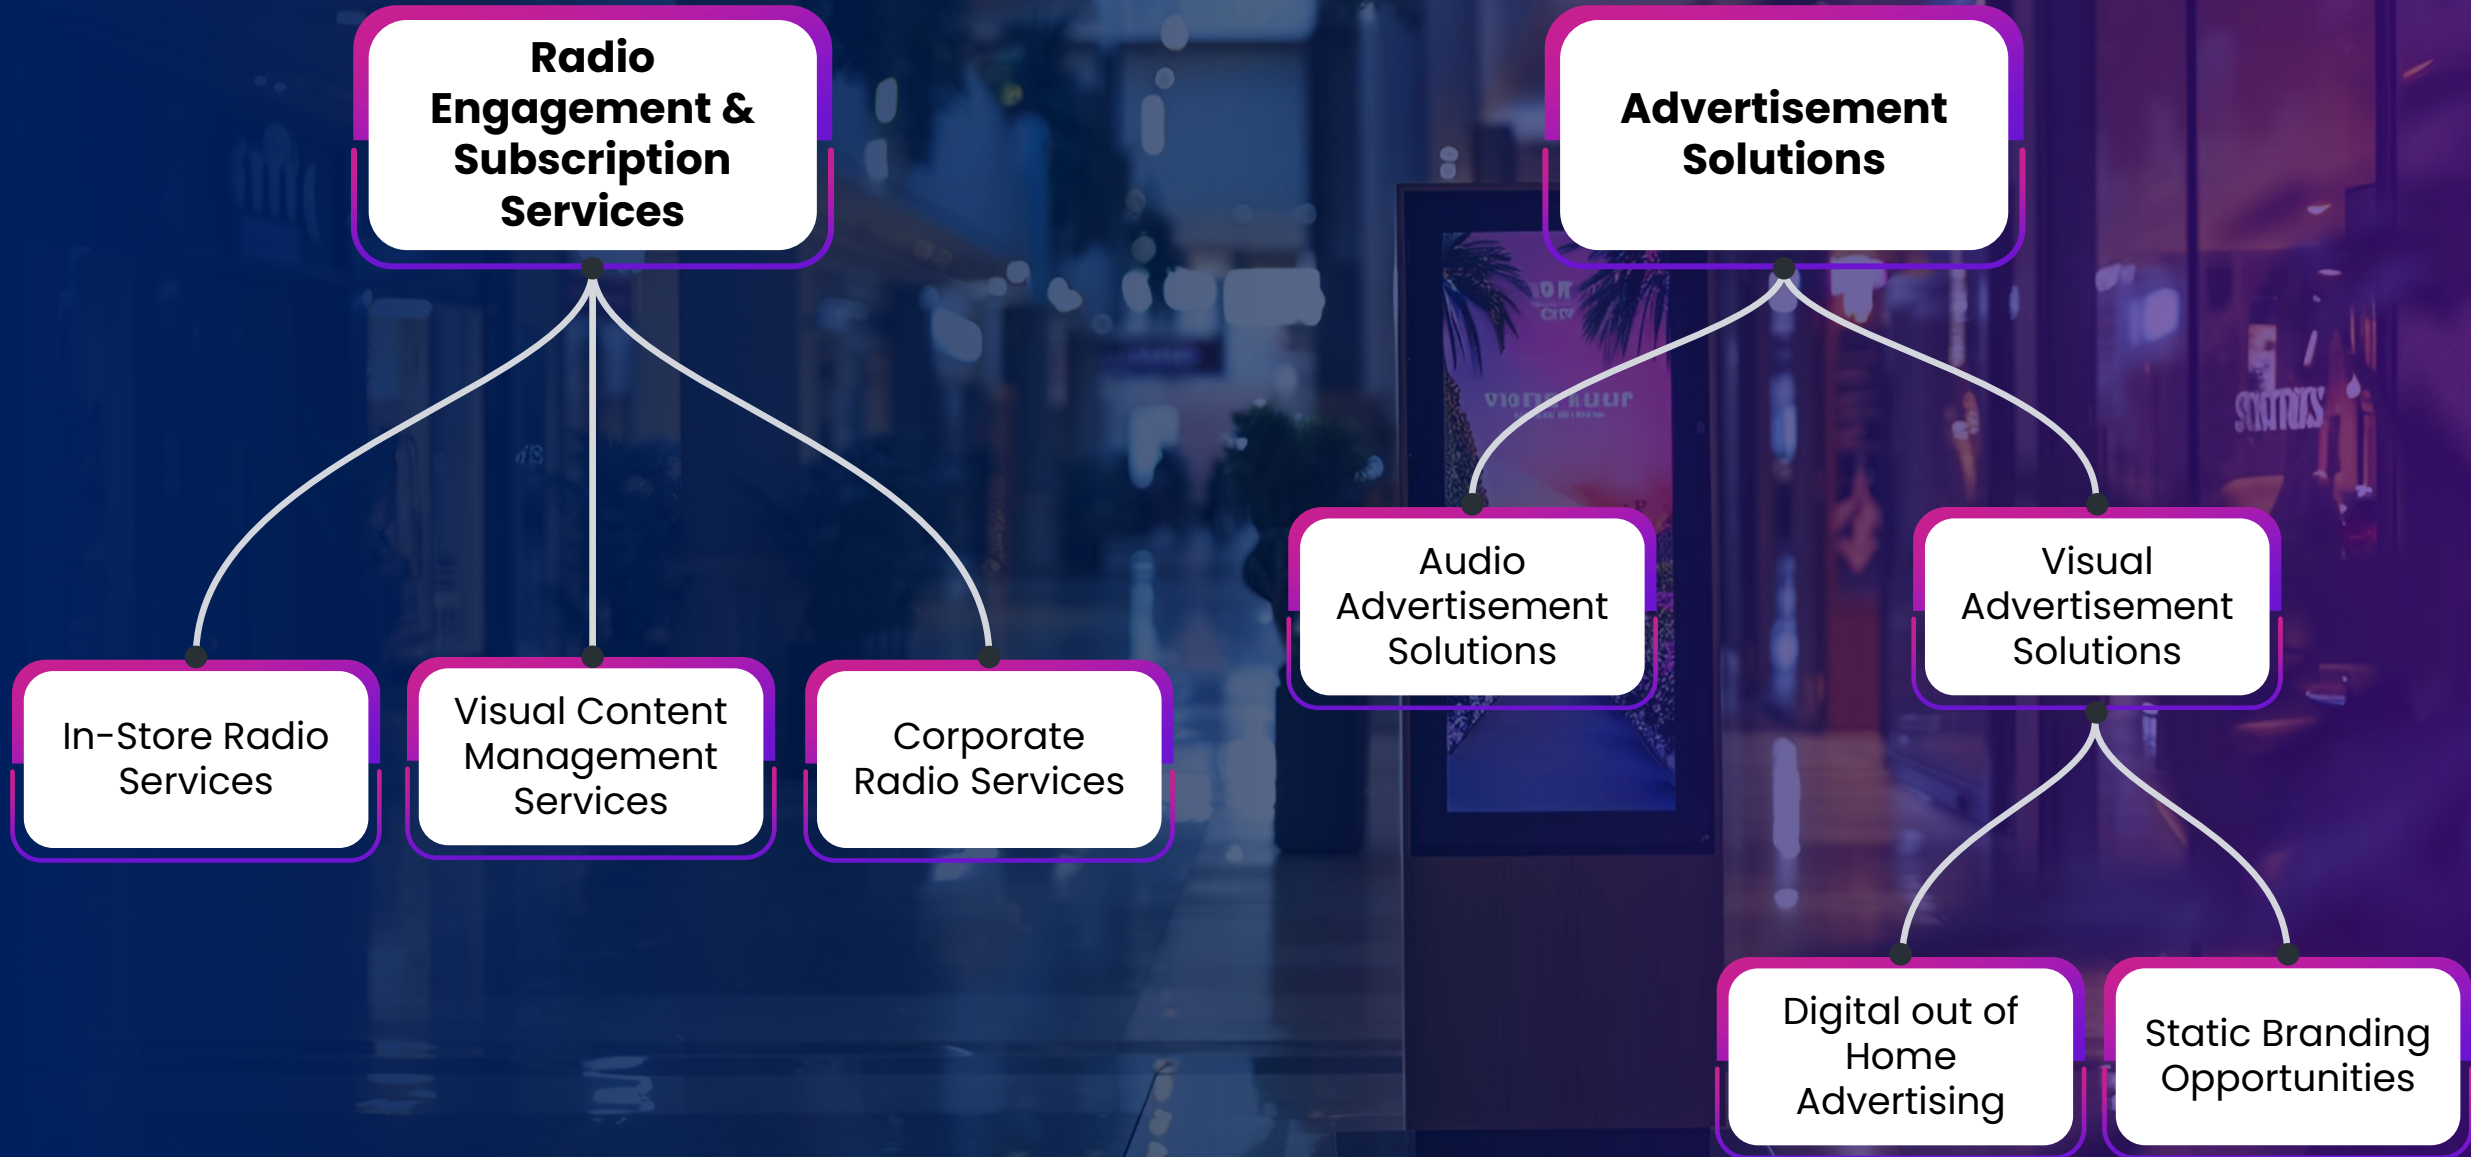 Radio
Engagement &
Subscription
Services
Advertisement
Solutions
Audio
Advertisement
Solutions
Visual
Advertisement
Solutions
In-Store Radio
Services
Visual Content
Management
Services
Corporate
Radio Services
Digital out of
Home
Advertising
Static Branding
Opportunities